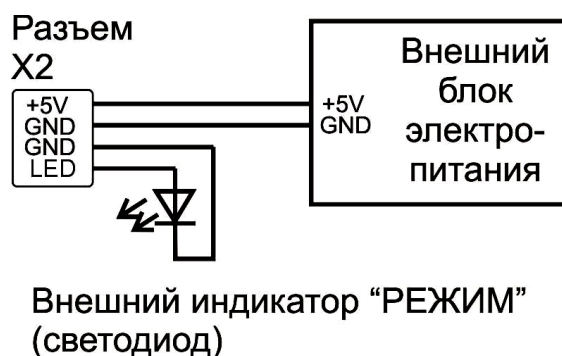 Разъем
X2
+5V
GND
GND
LED
+5V
GND
Внешний
блок
электро-
питания
Внешний индикатор “РЕЖИМ”
(светодиод)